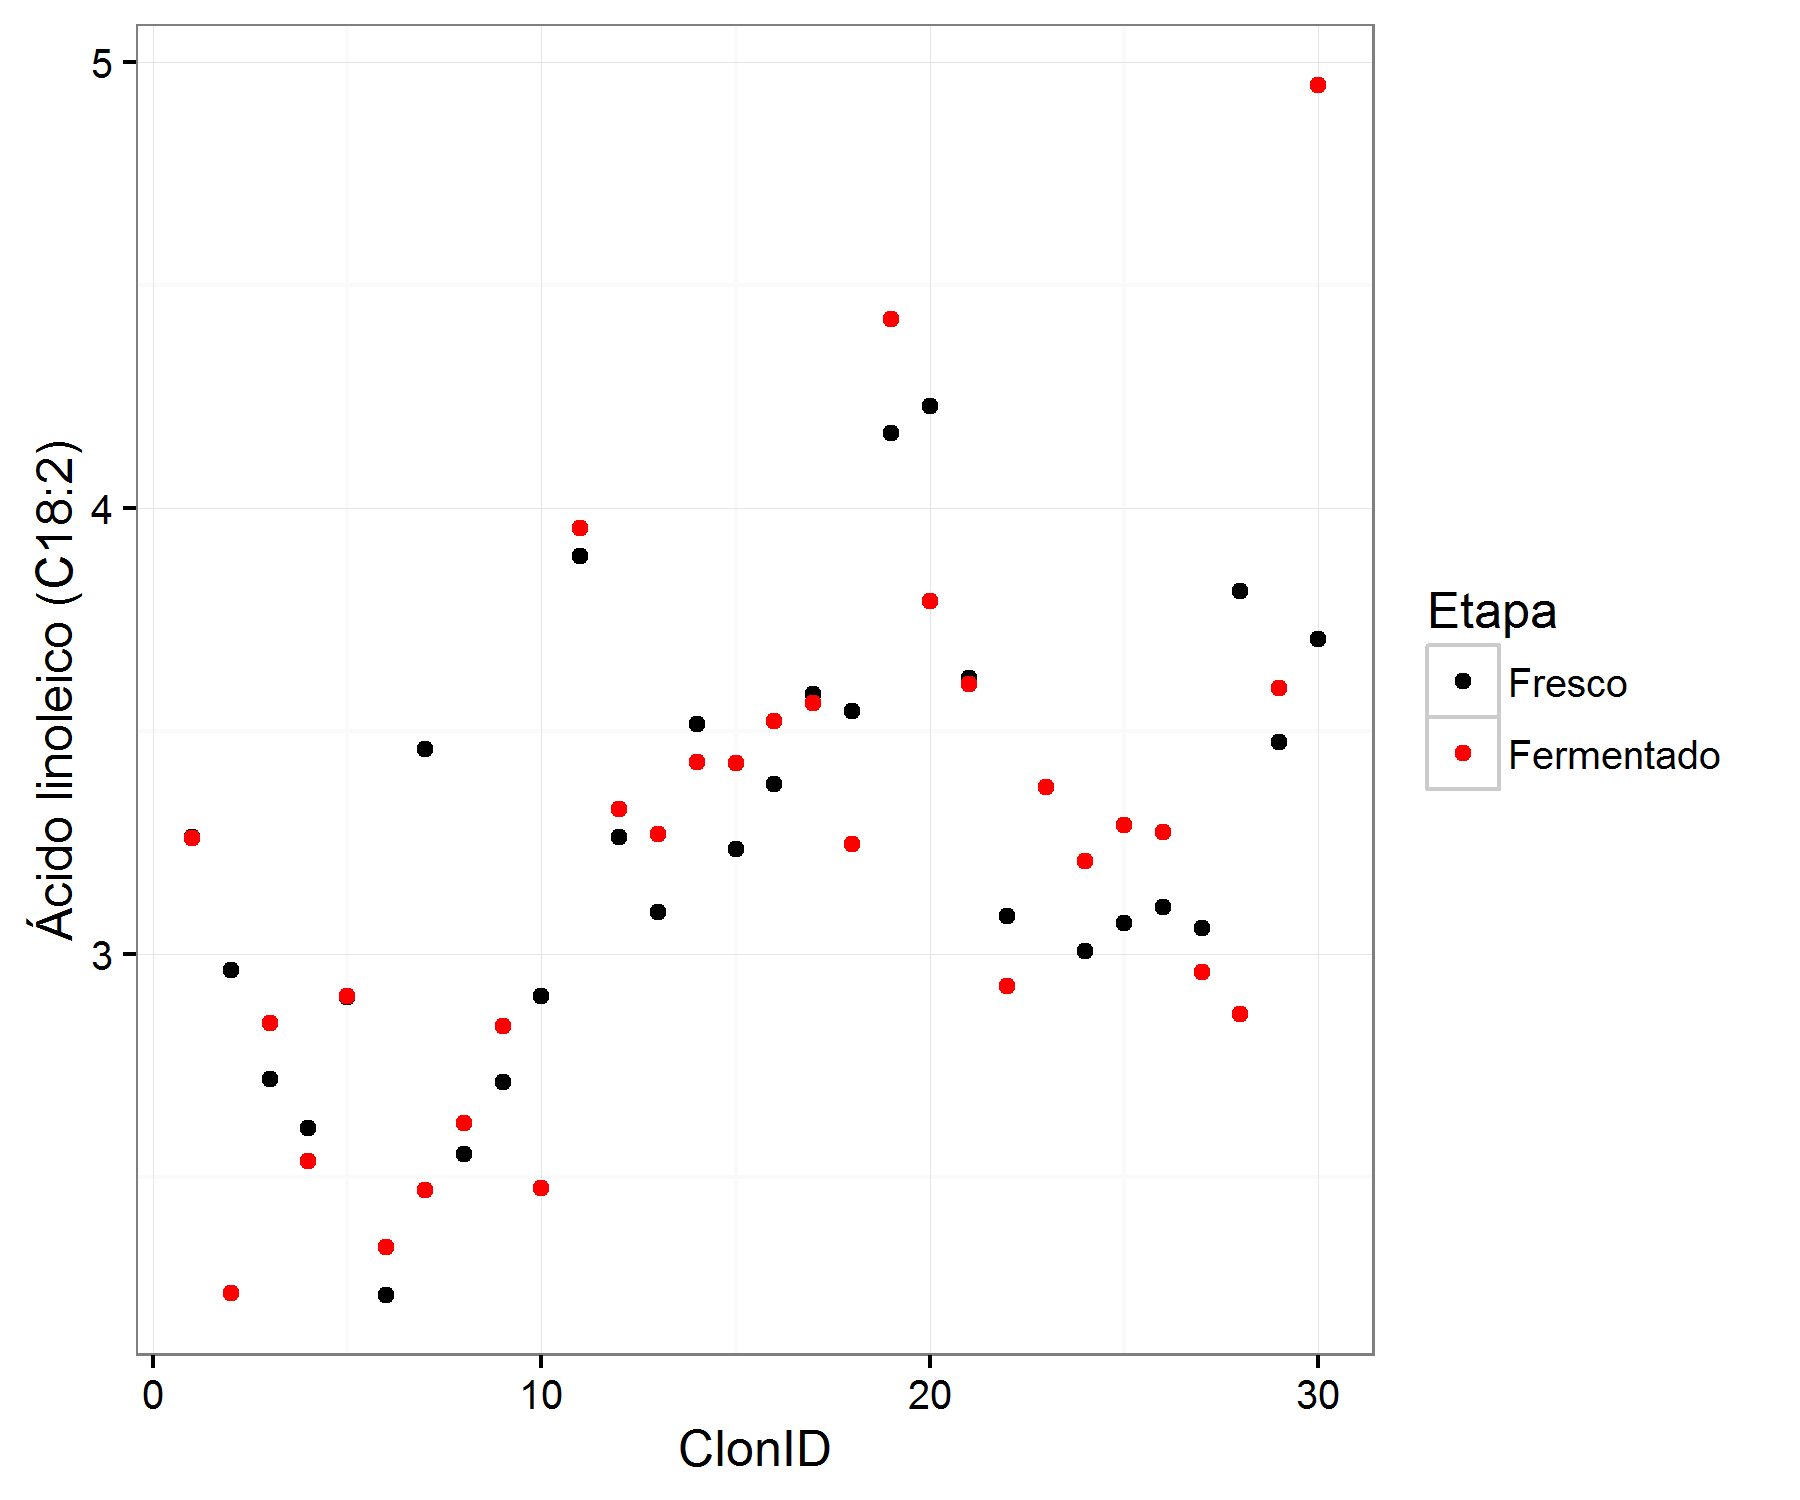 5
4
3
0
10
20
30
ClonID
Ácido linoleico (C18:2)
Etapa
Fresco
Fermentado